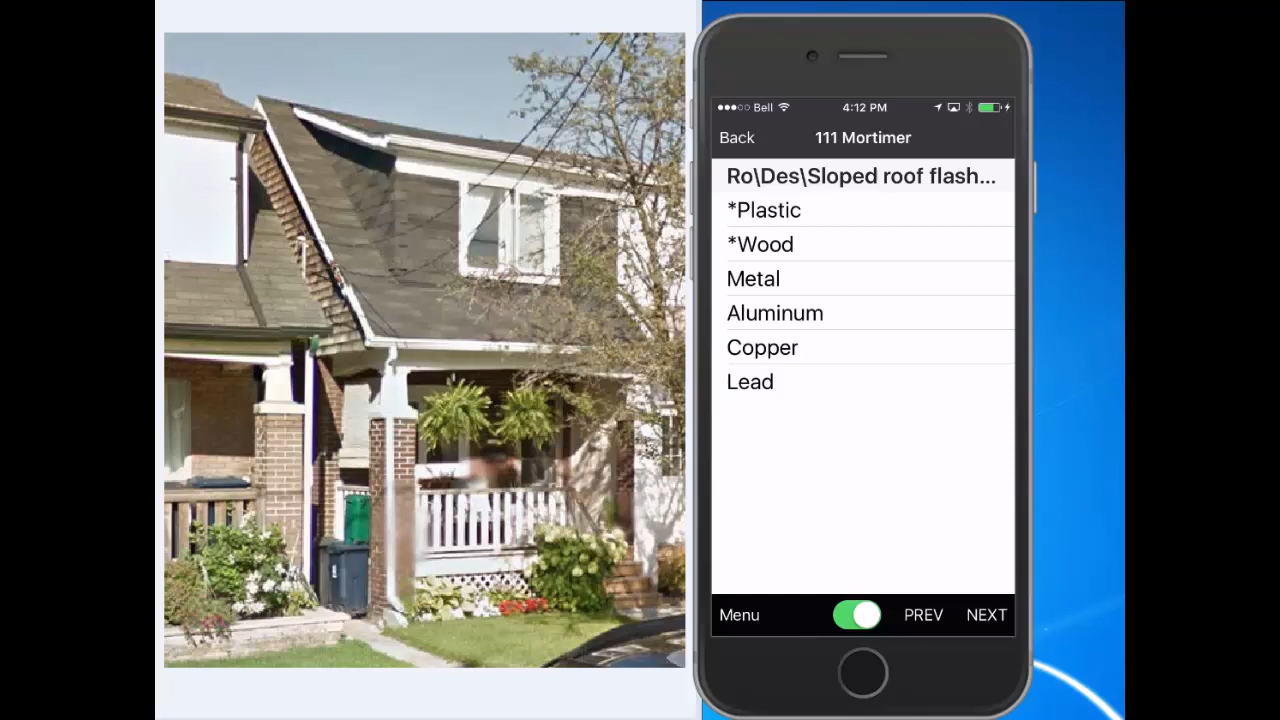 Bell 4:12 PM
Back 111 Mortimer
Ro\Des\Sloped roof flash...
*Plastic
*Wood
Metal
Aluminum
Copper
Lead
Menu PREV NEXT